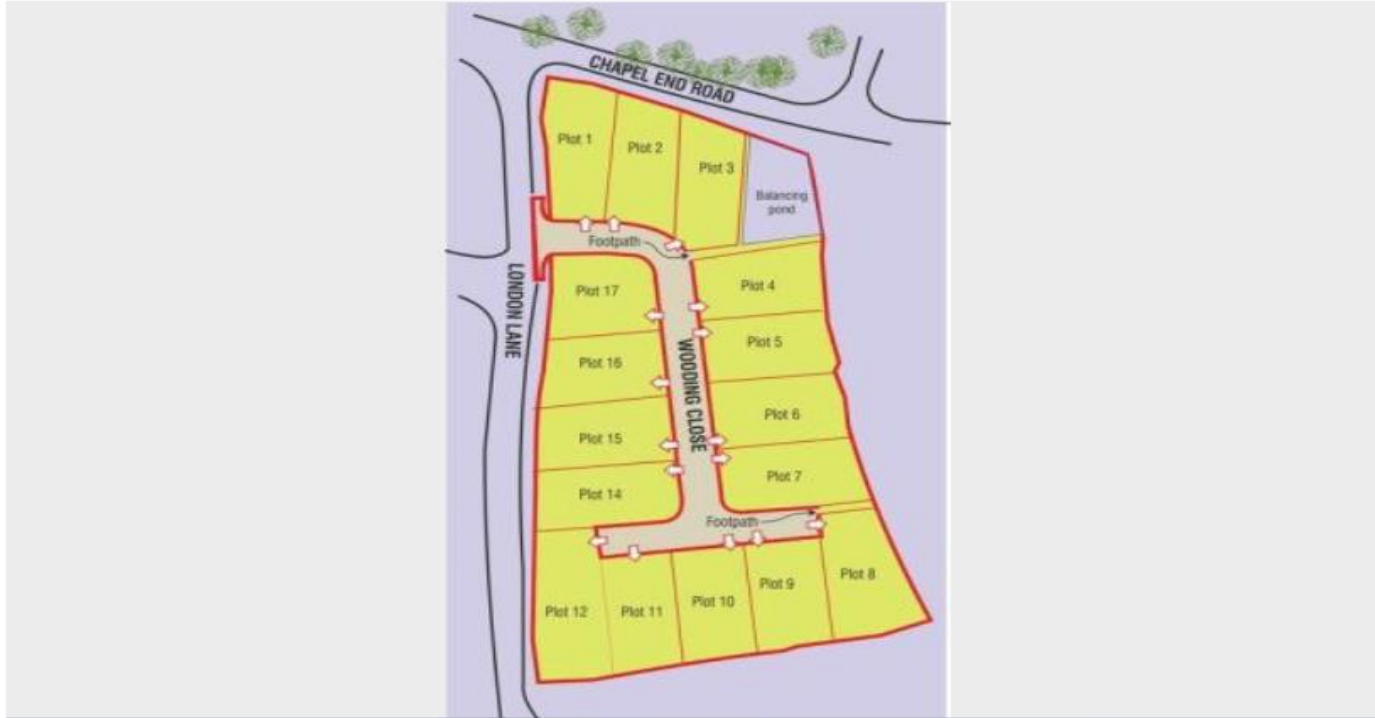 CHAPEL END ROAD
Plot 1
Plot 2
Plot 3
Balancing
pond
Footpath
LONDON LANE
Plot 17
Plot 4
Plot 5
Plot 16
WOODING CLOSE
Plot 6
Plot 15
Plot 7
Plot 14
Footpath
Plot 8
Plot 9
Plot 10
Plot 11
Plot 12